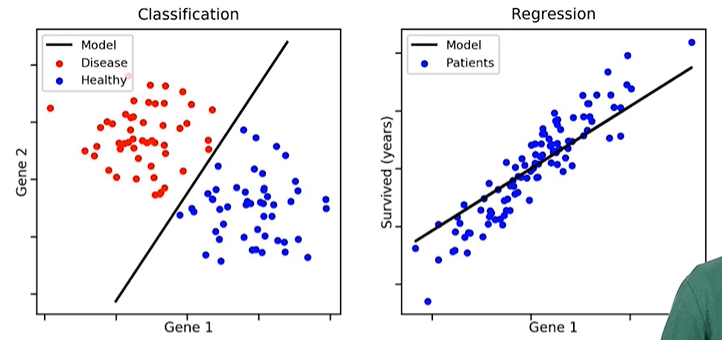 Classification
Model
Disease
Healthy
Gene 2
Gene 1
Regression
Model
Patients
Survived (years)
Gene 1